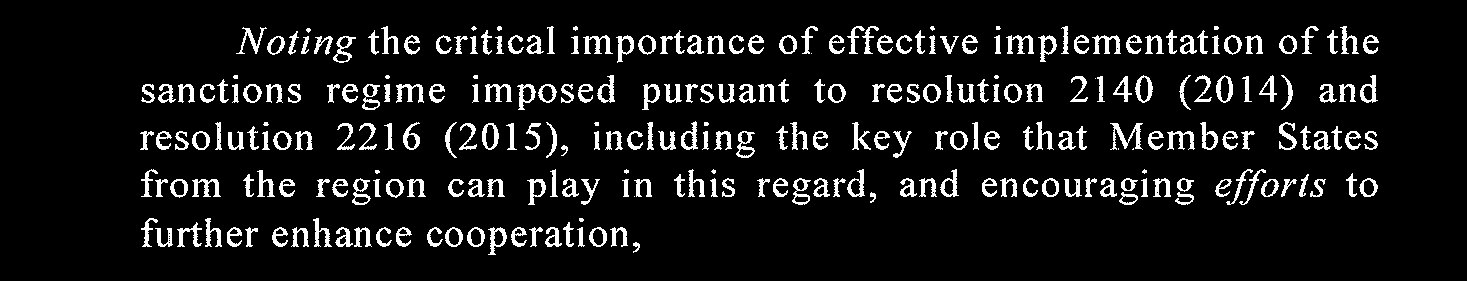 Noting the critical importance of effective implementation of the
sanctions regime imposed pursuant to resolution 2140 (2014) and
resolution 2216 (2015), including the key role that Member States
from the region can play in this regard, and encouraging efforts to
further enhance cooperation,